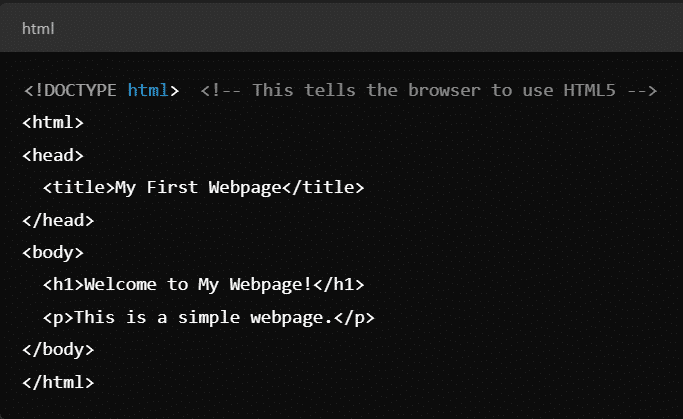 html
<!DOCTYPE html>  <!-- This tells the browser to use HTML5 -->
<html>
<head>
  <title>My First Webpage</title>
</head>
<body>
  <h1>Welcome to My Webpage!</h1>
  <p>This is a simple webpage.</p>
</body>
</html>